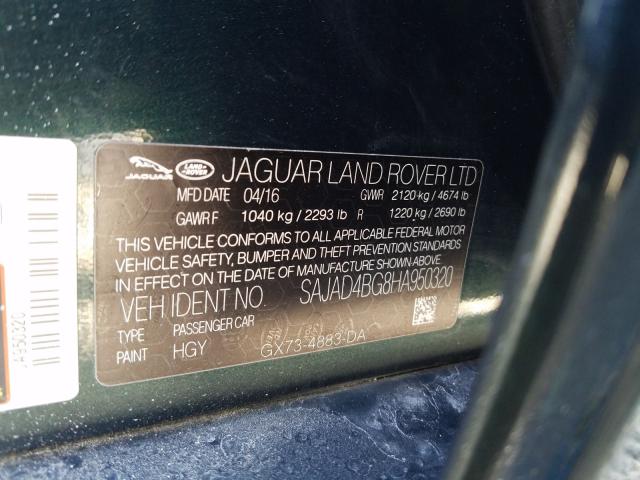 JAGUAR LAND-ROVER JAGUAR LAND ROVER LTD
MFD DATE 04/16 GVWR 2120 kg / 4674 lb
GAWR F 1040 kg / 2293 lb R 1220 kg / 2690 lb
THIS VEHICLE CONFORMS TO ALL APPLICABLE FEDERAL MOTOR
VEHICLE SAFETY, BUMPER AND THEFT PREVENTION STANDARDS
IN EFFECT ON THE DATE OF MANUFACTURE SHOWN ABOVE.
VEH IDENT NO. SAJAD4BG8HA950320
TYPE PASSENGER CAR
PAINT HGY GX73-4883-DA
A950320